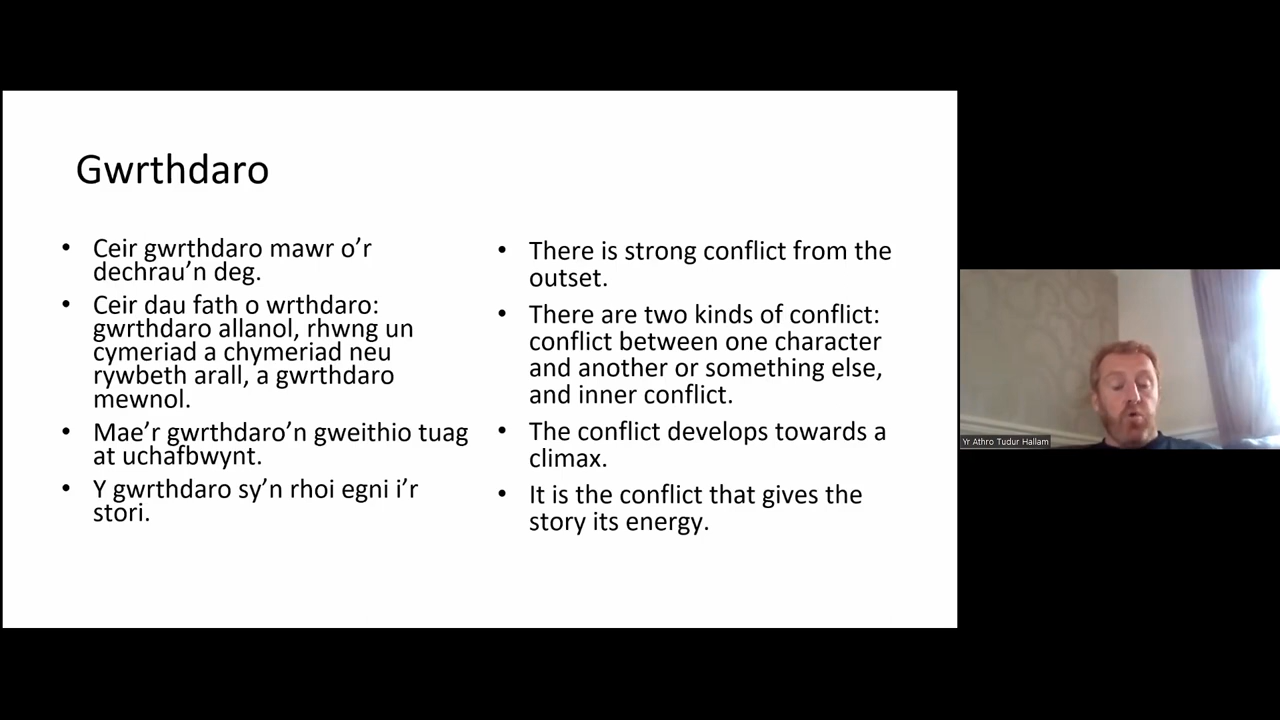 Gwrthdaro
• Ceir gwrthdaro mawr o’r
dechrau’n deg.
• Ceir dau fath o wrthdaro:
gwrthdaro allanol, rhwng un
cymeriad a chymeriad neu
rywbeth arall, a gwrthdaro
mewnol.
• Mae’r gwrthdaro’n gweithio tuag
at uchafbwynt.
• Y gwrthdaro sy’n rhoi egni i’r
stori.
• There is strong conflict from the
outset.
• There are two kinds of conflict:
conflict between one character
and another or something else,
and inner conflict.
• The conflict develops towards a
climax.
• It is the conflict that gives the
story its energy.
Yr Athro Tudur Hallam